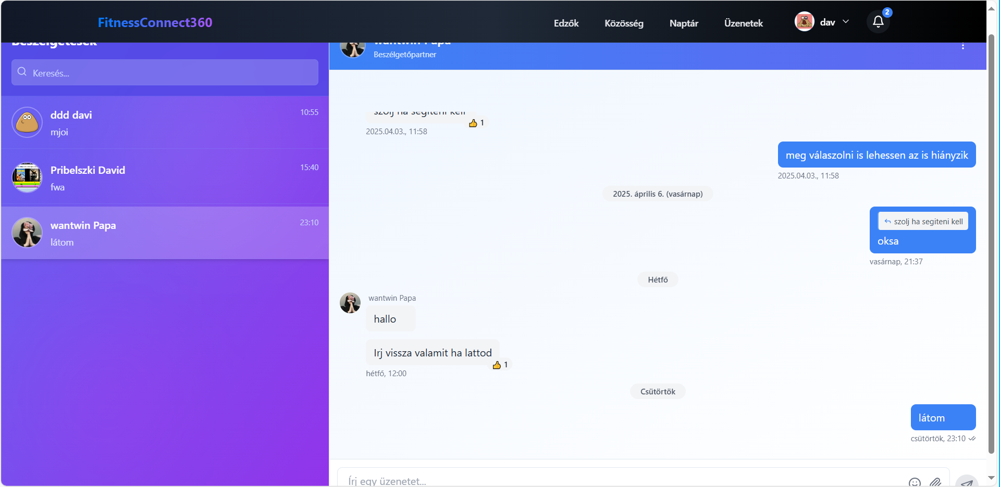 FitnessConnect360
Edzők
Közösség
Naptár
Üzenetek
dav
2
Beszélgetések
Keresés...
ddd davi
10:55
mjoi
Pribelszki David
15:40
fwa
wantwin Papa
23:10
látom
wantwin Papa
Beszélgetőpartner
szolj ha segiteni kell
👍 1
2025.04.03., 11:58
meg válaszolni is lehessen az is hiányzik
2025.04.03., 11:58
2025. április 6. (vasárnap)
szolj ha segiteni kell
oksa
vasárnap, 21:37
Hétfő
wantwin Papa
hallo
Irj vissza valamit ha lattod
👍 1
hétfő, 12:00
Csütörtök
látom
csütörtök, 23:10
Írj egy üzenetet...